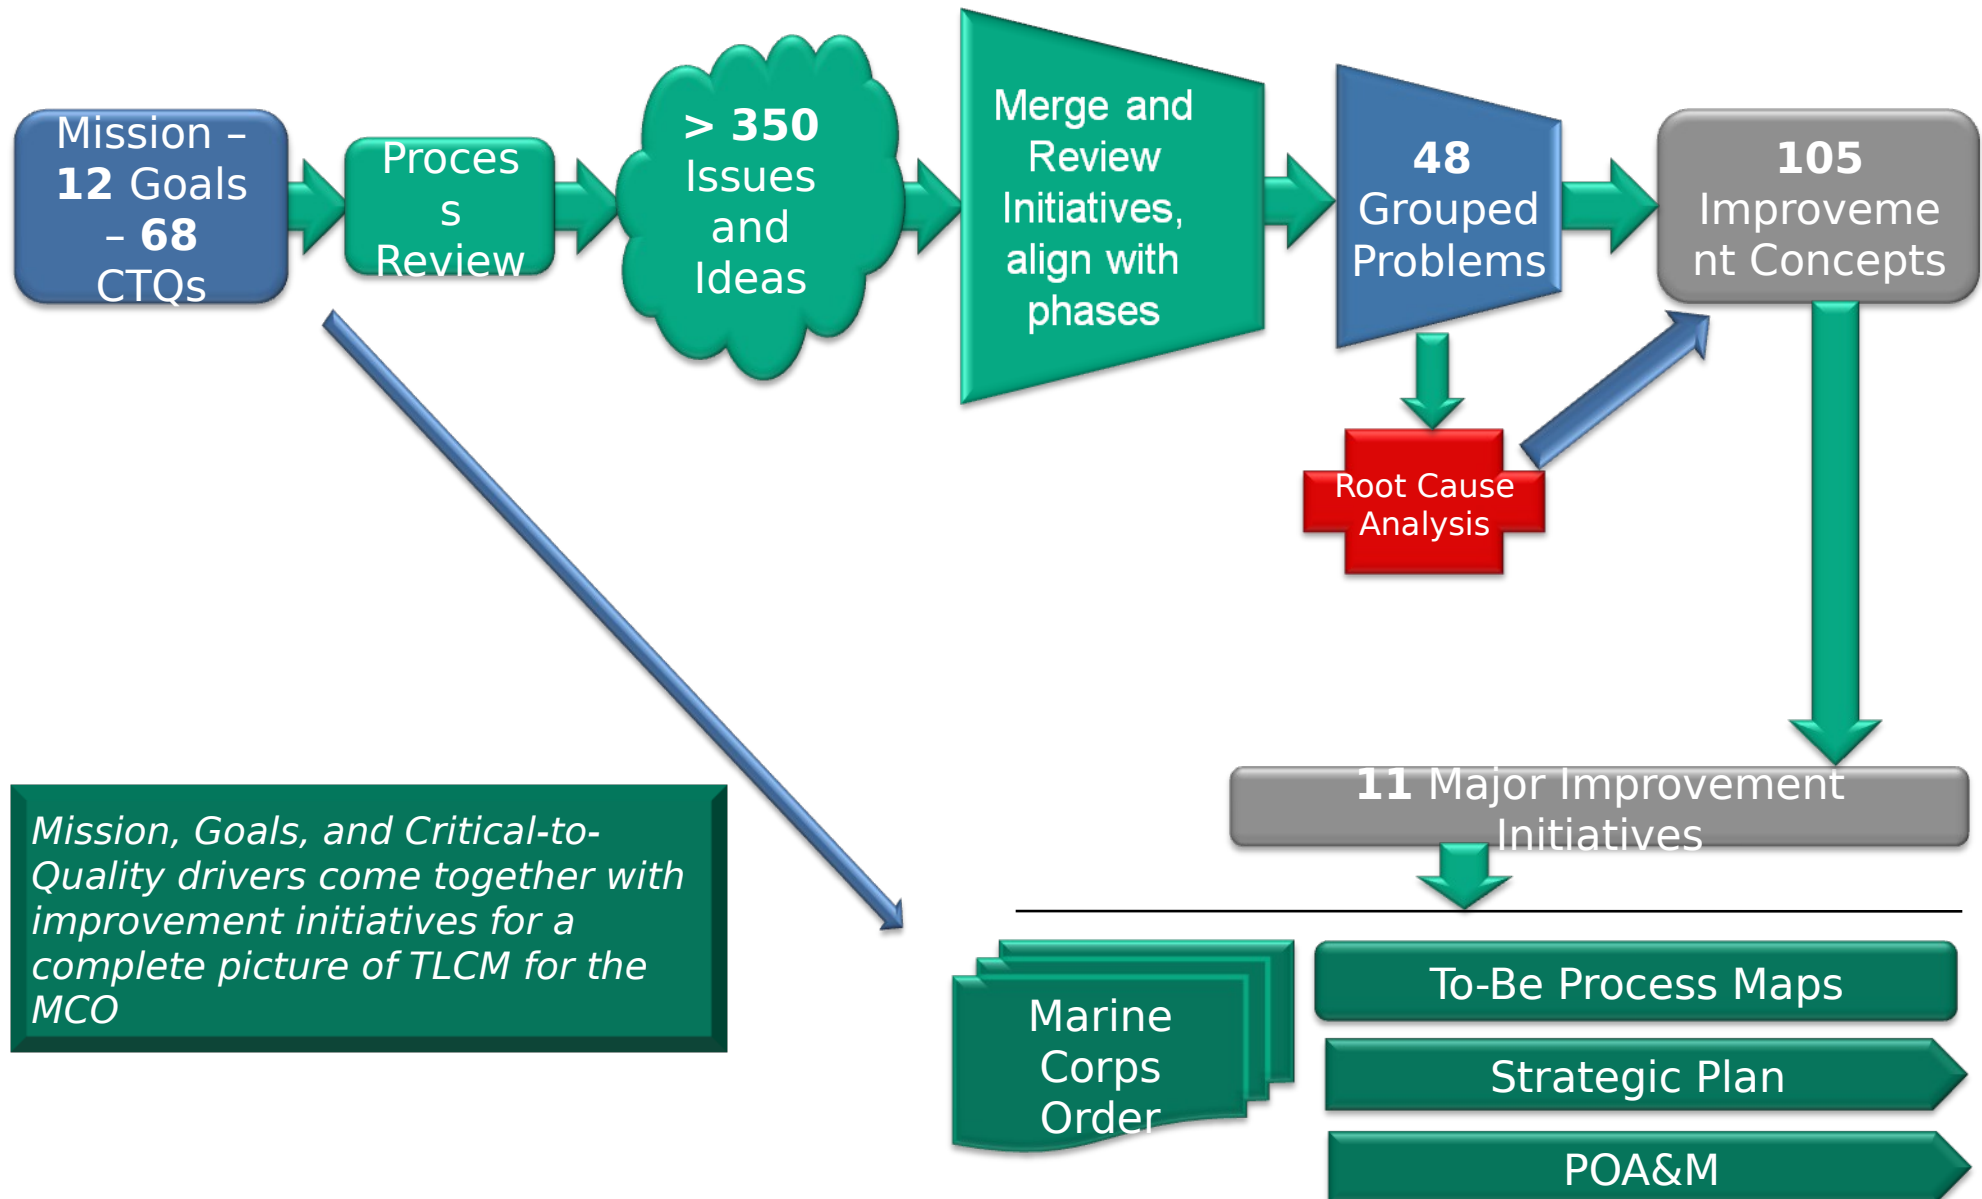 Mission –
12 Goals
– 68
CTQs
Proces
s
Review
> 350
Issues
and
Ideas
Merge and
Review
Initiatives,
align with
phases
48
Grouped
Problems
105
Improveme
nt Concepts
Root Cause
Analysis
11 Major Improvement
Initiatives
Mission, Goals, and Critical-to-
Quality drivers come together with
improvement initiatives for a
complete picture of TLCM for the
MCO
Marine
Corps
Order
To-Be Process Maps
Strategic Plan
POA&M